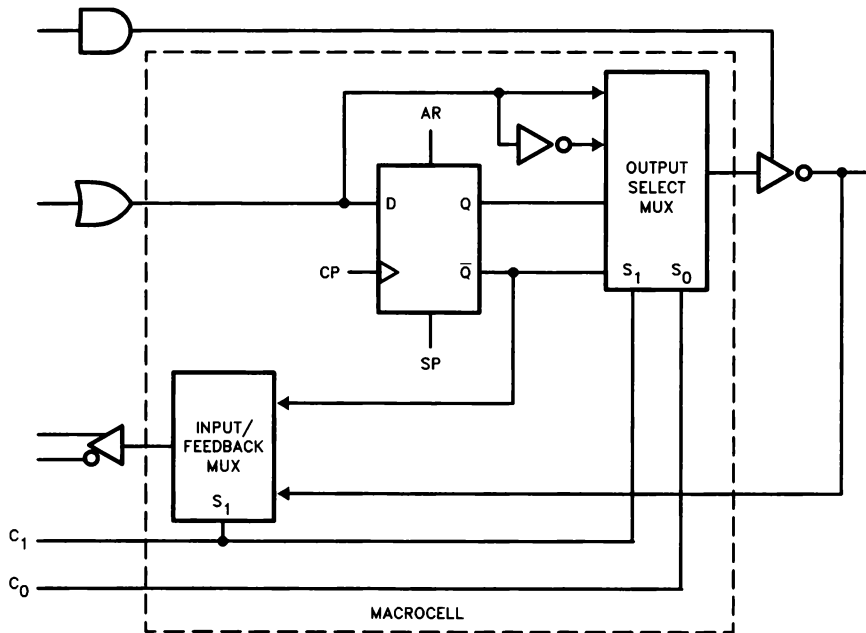 AR
OUTPUT
SELECT
MUX
D
Q
CP
Q̅
S₁
S₀
SP
INPUT/
FEEDBACK
MUX
S₁
C₁
C₀
MACROCELL